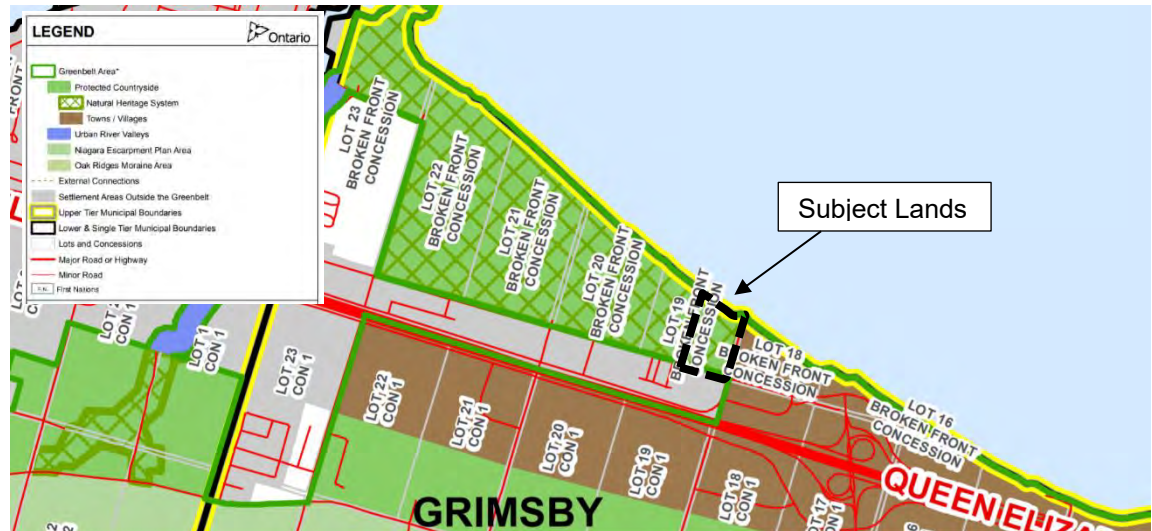 LEGEND
Ontario
Greenbelt Area*
Protected Countryside
Natural Heritage System
Towns / Villages
Urban River Valleys
Niagara Escarpment Plan Area
Oak Ridges Moraine Area
External Connections
Settlement Areas Outside the Greenbelt
Upper Tier Municipal Boundaries
Lower & Single Tier Municipal Boundaries
Lots and Concessions
Major Road or Highway
Minor Road
First Nations
FRONT
LOT 23
BROKEN FRONT
CONCESSION
LOT 22
BROKEN FRONT
CONCESSION
LOT 21
BROKEN FRONT
CONCESSION
LOT 20
BROKEN FRONT
CONCESSION
LOT 19
BROKEN FRONT
CONCESSION
Subject Lands
LOT 18
BROKEN FRONT
CONCESSION
LOT 16
BROKEN FRONT
CONCESSION
CON 1
LOT 1
CON 1
LOT 23
CON 1
LOT 22
CON 1
LOT 21
CON 1
LOT 20
CON 1
LOT 19
CON 1
LOT 18
CON 1
LOT 17
GRIMSBY
QUEEN ELIZA